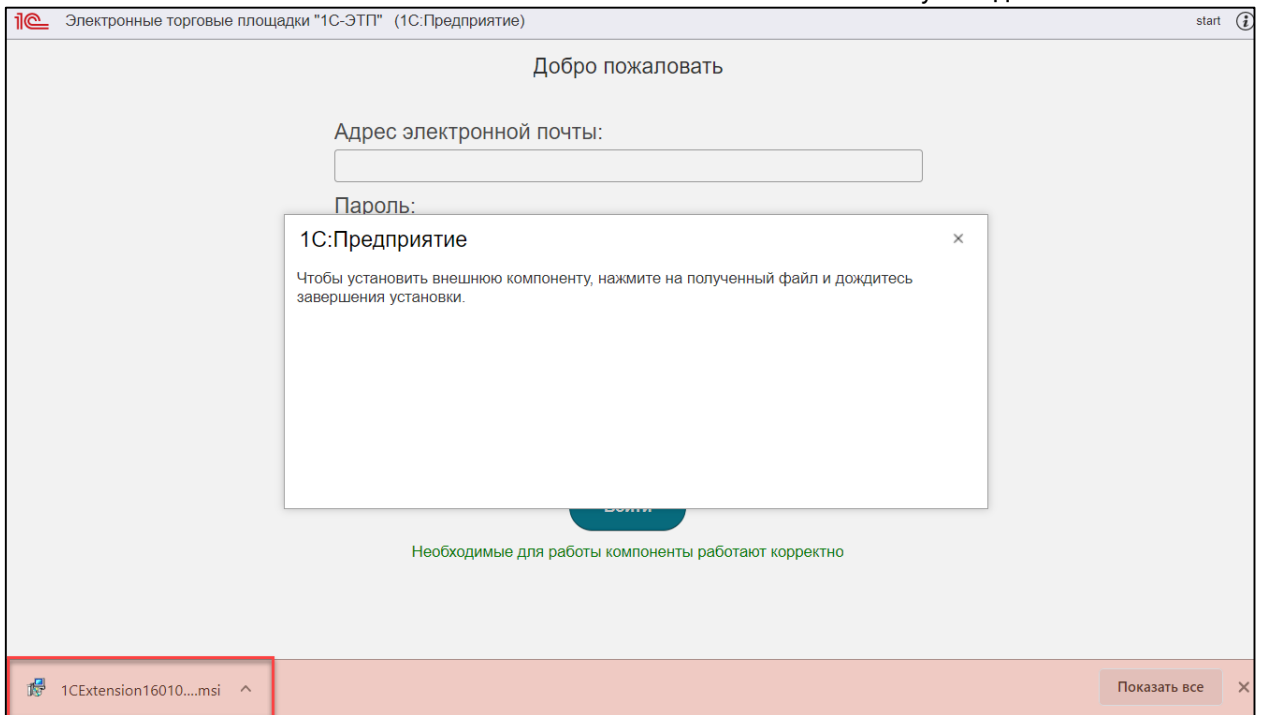 1С Электронные торговые площадки "1С-ЭТП" (1С:Предприятие) start i
Добро пожаловать
Адрес электронной почты:
Пароль:
1С:Предприятие
Чтобы установить внешнюю компоненту, нажмите на полученный файл и дождитесь
завершения установки.
Необходимые для работы компоненты работают корректно
1CExtension16010....msi Показать все